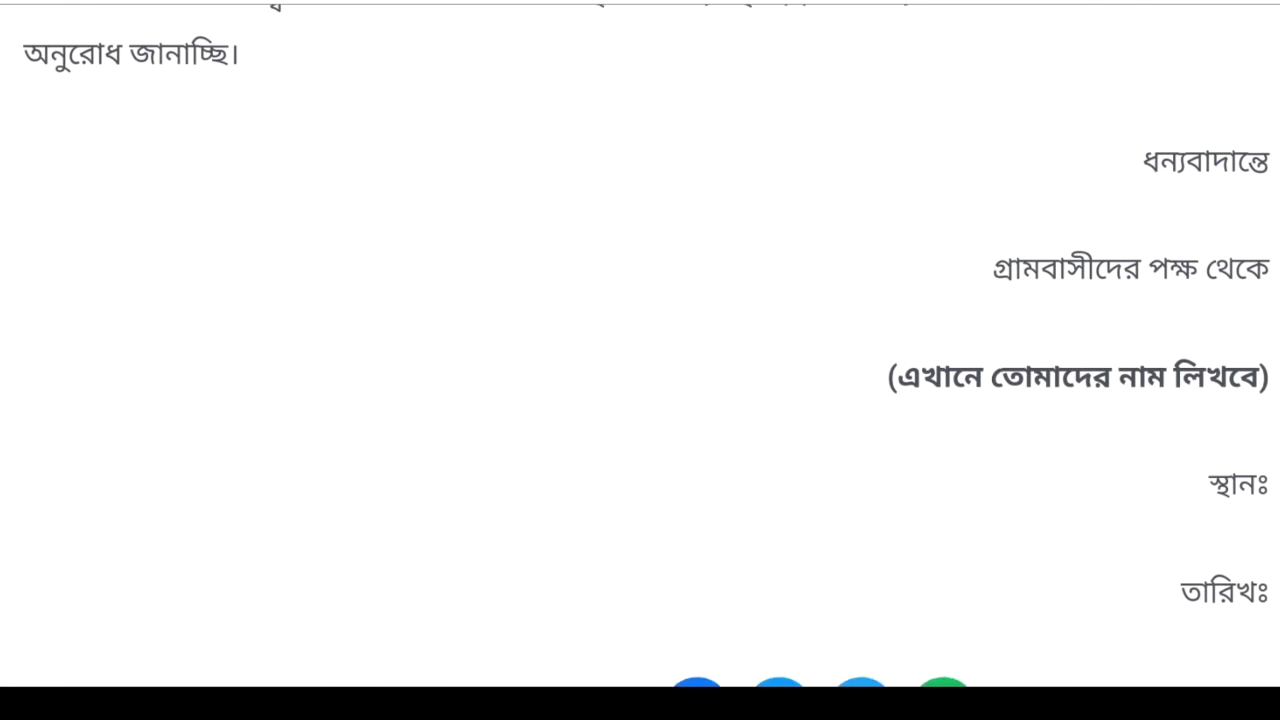 অনুরোধ জানাচ্ছি।
ধন্যবাদান্তে
গ্রামবাসীদের পক্ষ থেকে
(এখানে তোমাদের নাম লিখবে)
স্থানঃ
তারিখঃ